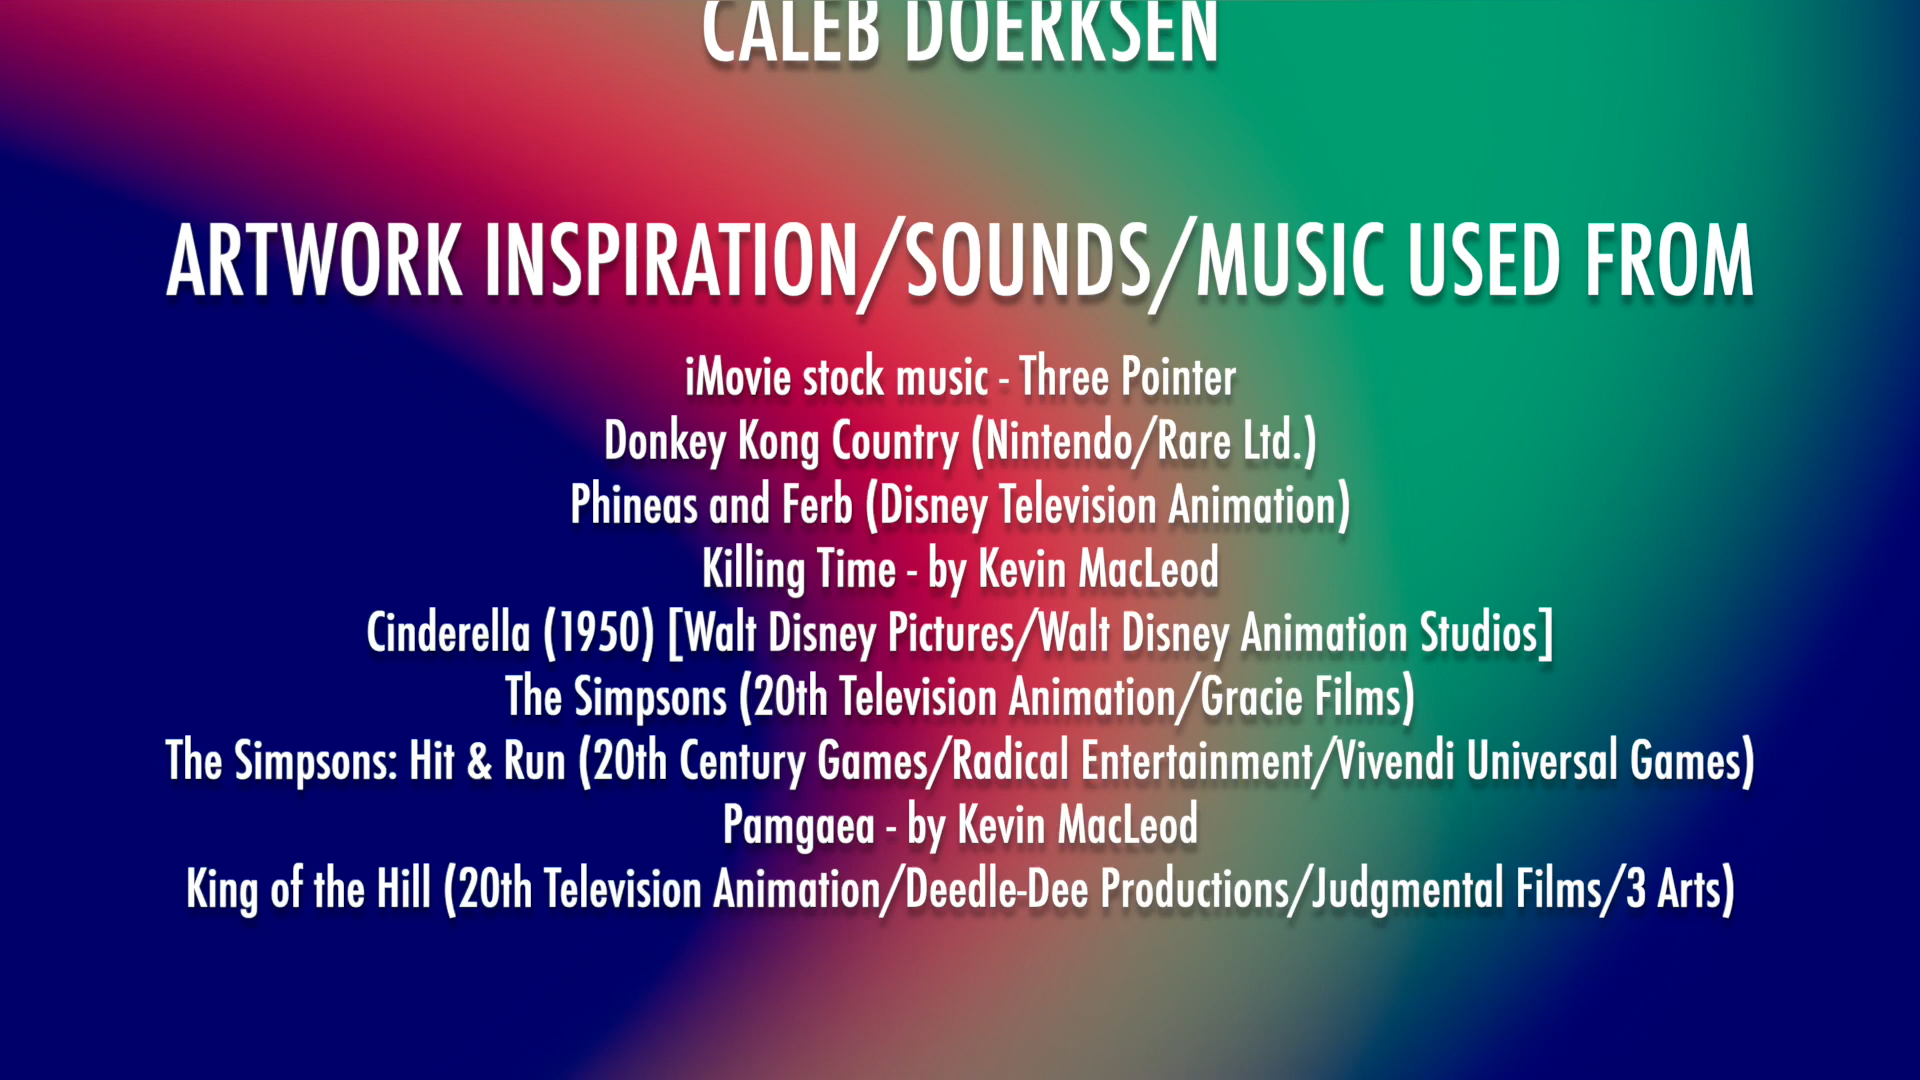 CALEB DOERKSEN
ARTWORK INSPIRATION/SOUNDS/MUSIC USED FROM
iMovie stock music - Three Pointer
Donkey Kong Country (Nintendo/Rare Ltd.)
Phineas and Ferb (Disney Television Animation)
Killing Time - by Kevin MacLeod
Cinderella (1950) [Walt Disney Pictures/Walt Disney Animation Studios]
The Simpsons (20th Television Animation/Gracie Films)
The Simpsons: Hit & Run (20th Century Games/Radical Entertainment/Vivendi Universal Games)
Pamgaea - by Kevin MacLeod
King of the Hill (20th Television Animation/Deedle-Dee Productions/Judgmental Films/3 Arts)